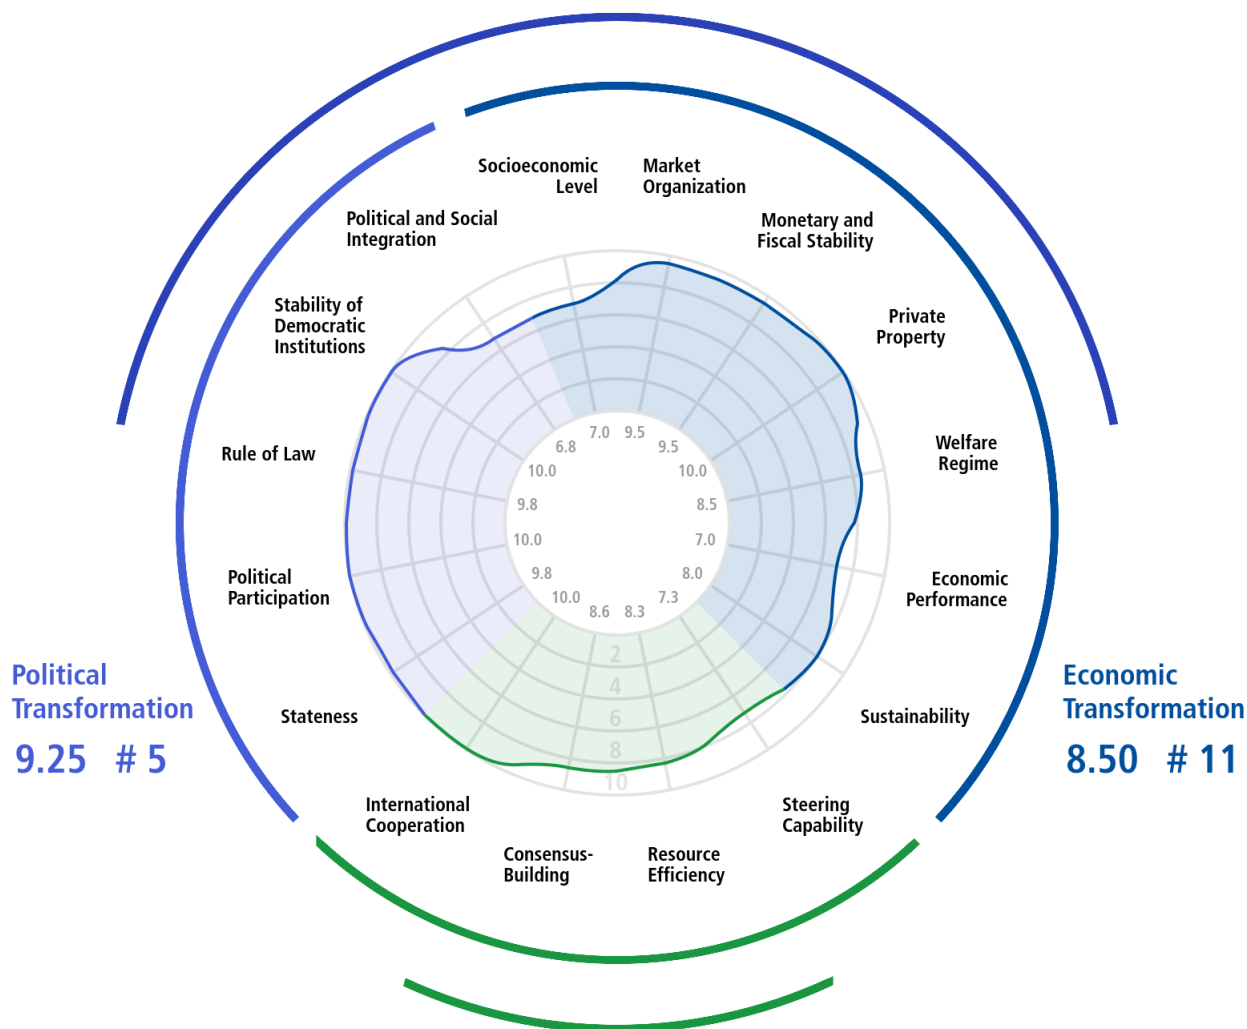 Socioeconomic
Level
Market
Organization
Political and Social
Integration
Monetary and
Fiscal Stability
Stability of
Democratic
Institutions
Private
Property
Rule of Law
Welfare
Regime
Political
Participation
Economic
Performance
Stateness
Sustainability
International
Cooperation
Steering
Capability
Consensus-
Building
Resource
Efficiency
7.0
9.5
6.8
9.5
10.0
10.0
9.8
8.5
10.0
7.0
9.8
8.0
10.0
7.3
8.6
8.3
2
4
6
8
10
Political
Transformation
9.25 # 5
Economic
Transformation
8.50 # 11